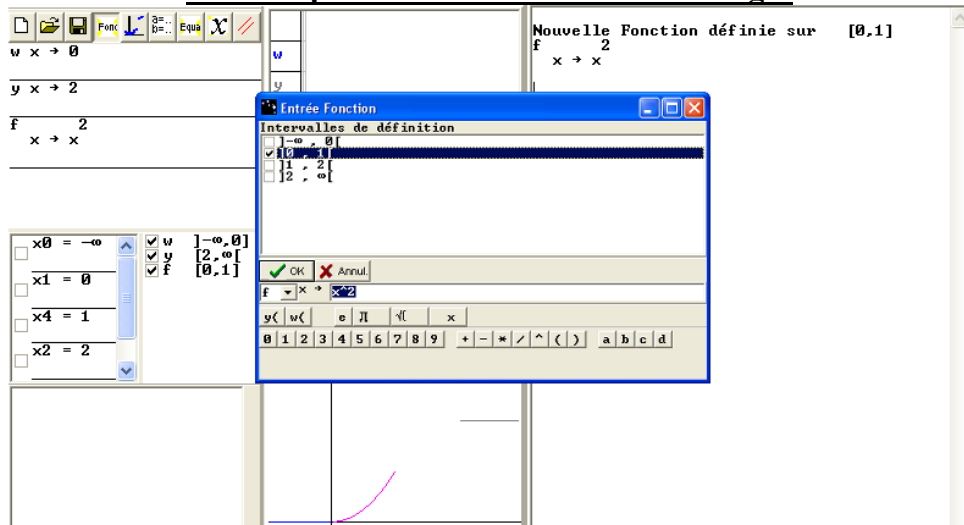 Fonc
a=..
b=..
Equa
X
w x → 0
y x → 2
f 2
x → x
w
y
Nouvelle Fonction définie sur [0,1]
f 2
x → x
Entrée Fonction
Intervalles de définition
]-∞ , 0[
]0 , 1[
]1 , 2[
]2 , ∞[
OK Annul.
f x → x^2
y( w( e Π √( x
0 1 2 3 4 5 6 7 8 9 + - * / ^ ( ) a b c d
x0 = -∞
x1 = 0
x4 = 1
x2 = 2
w ]-∞,0]
y [2,∞[
f [0,1]